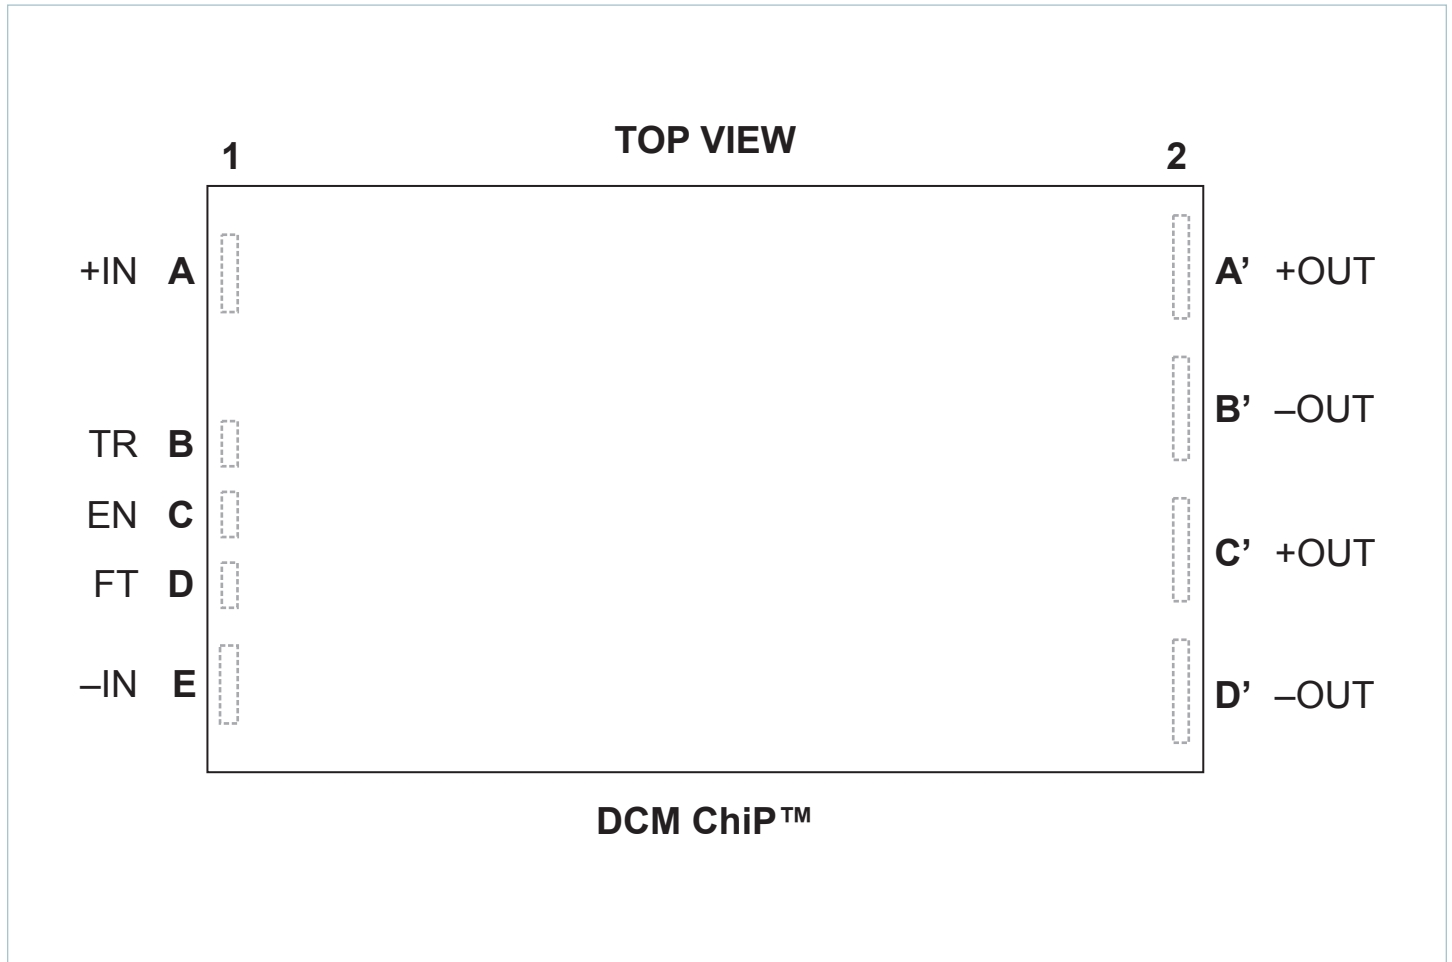 TOP VIEW
1 2
+IN A
A’ +OUT
B’ –OUT
TR B
EN C
C’ +OUT
FT D
–IN E
D’ –OUT
DCM ChiP™